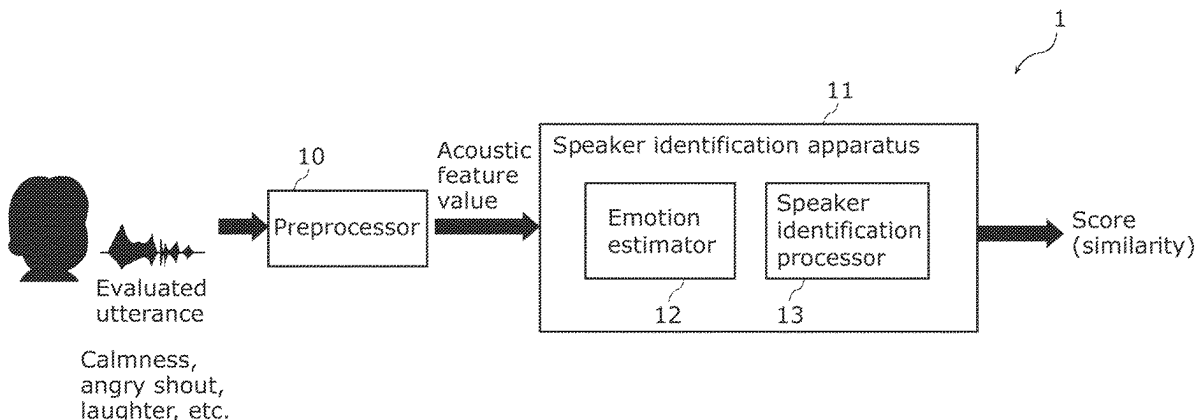 1
11
Speaker identification apparatus
10
Preprocessor
Acoustic
feature
value
Emotion
estimator
12
Speaker
identification
processor
13
Score
(similarity)
Evaluated
utterance
Calmness,
angry shout,
laughter, etc.